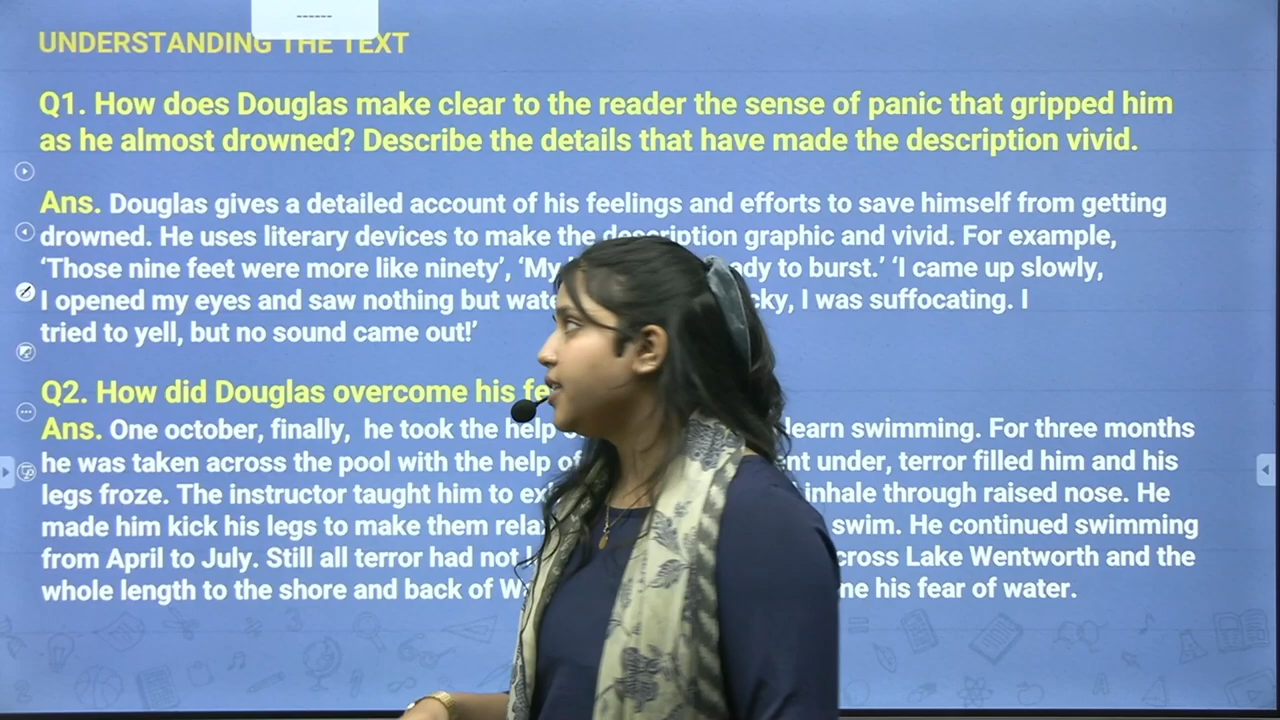 ------
UNDERSTANDING THE TEXT
Q1. How does Douglas make clear to the reader the sense of panic that gripped him
as he almost drowned? Describe the details that have made the description vivid.
Ans. Douglas gives a detailed account of his feelings and efforts to save himself from getting
drowned. He uses literary devices to make the description graphic and vivid. For example,
‘Those nine feet were more like ninety’, ‘My to burst.’ ‘I came up slowly,
I opened my eyes and saw nothing but I was suffocating. I
tried to yell, but no sound came out!’
Q2. How did Douglas overcome his
Ans. One october, finally, he took the help learn swimming. For three months
he was taken across the pool with the help of under, terror filled him and his
legs froze. The instructor taught him to inhale through raised nose. He
made him kick his legs to make them swim. He continued swimming
from April to July. Still all terror had not Lake Wentworth and the
whole length to the shore and back of his fear of water.